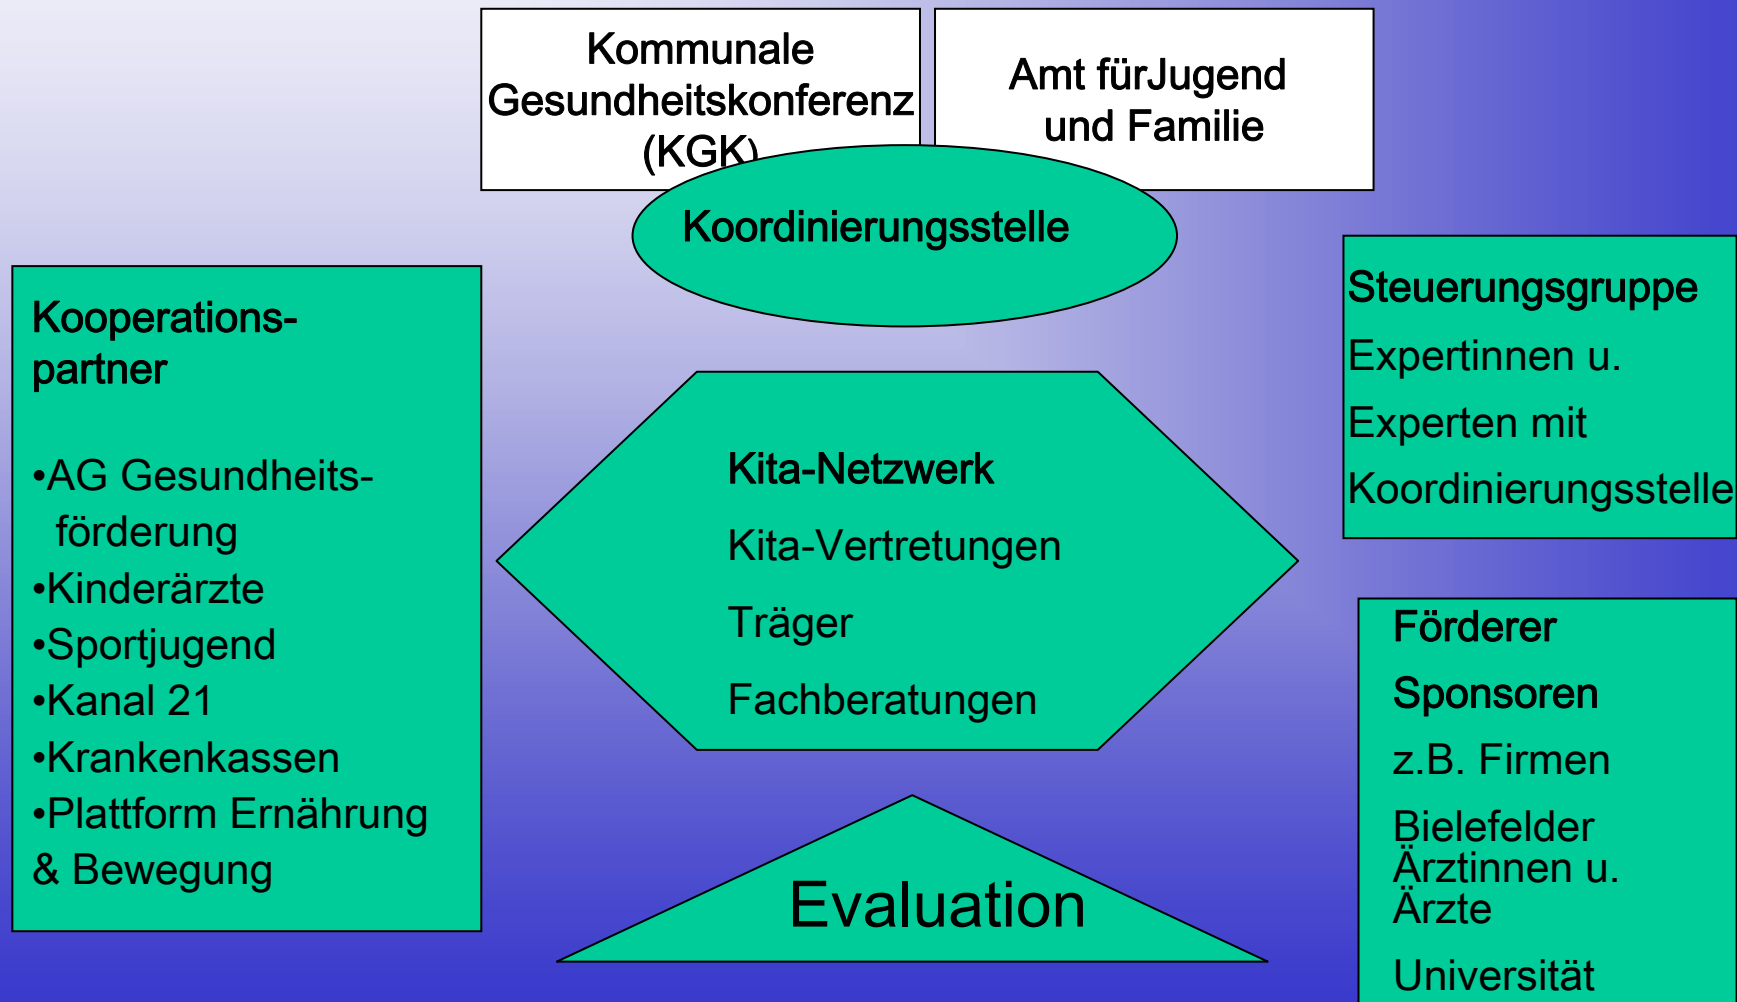 Kommunale
Gesundheitskonferenz
(KGK)
Amt fürJugend
und Familie
Koordinierungsstelle
Kooperations-
partner
•AG Gesundheits-
förderung
•Kinderärzte
•Sportjugend
•Kanal 21
•Krankenkassen
•Plattform Ernährung
& Bewegung
Kita-Netzwerk
Kita-Vertretungen
Träger
Fachberatungen
Evaluation
Steuerungsgruppe
Expertinnen u.
Experten mit
Koordinierungsstelle
Förderer
Sponsoren
z.B. Firmen
Bielefelder
Ärztinnen u.
Ärzte
Universität